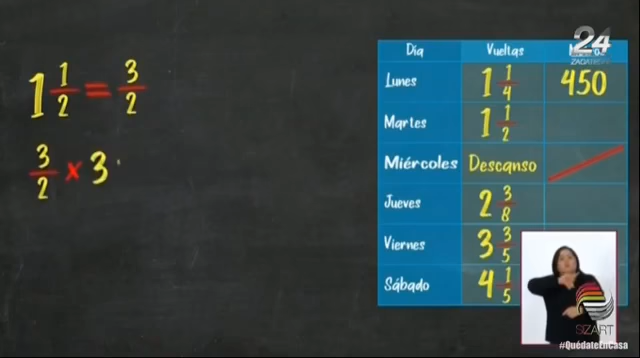 1 1/2 = 3/2
3/2 x 3
24
ZACATECAS
Día Vueltas
Lunes 1 1/4 450
Martes 1 1/2
Miércoles Descanso
Jueves 2 3/8
Viernes 3 3/5
Sábado 4 1/5
SIZART
#QuédateEnCasa